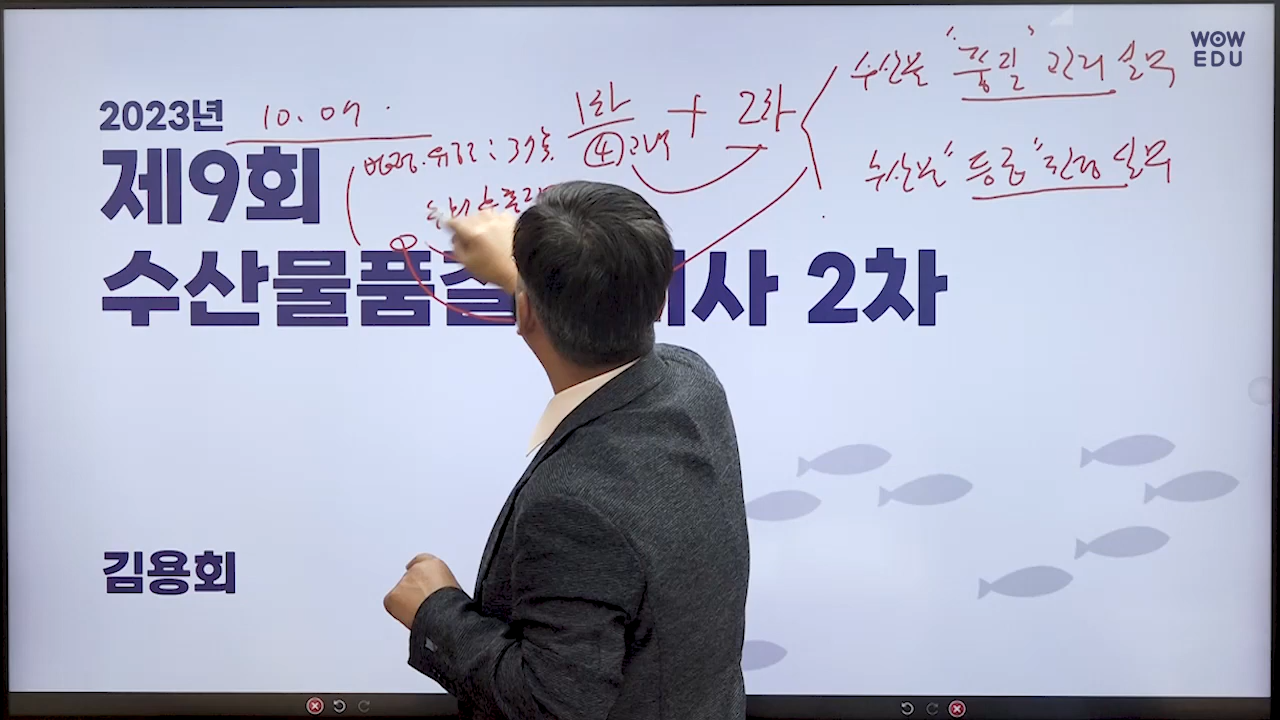 WOW
EDU
수산물 "품질" 관리 실무
2023년
10. 09.
1차 + 2차
④과목
수산물 "등급" 판정 실무
제9회
수산물품질 사 2차
김용회